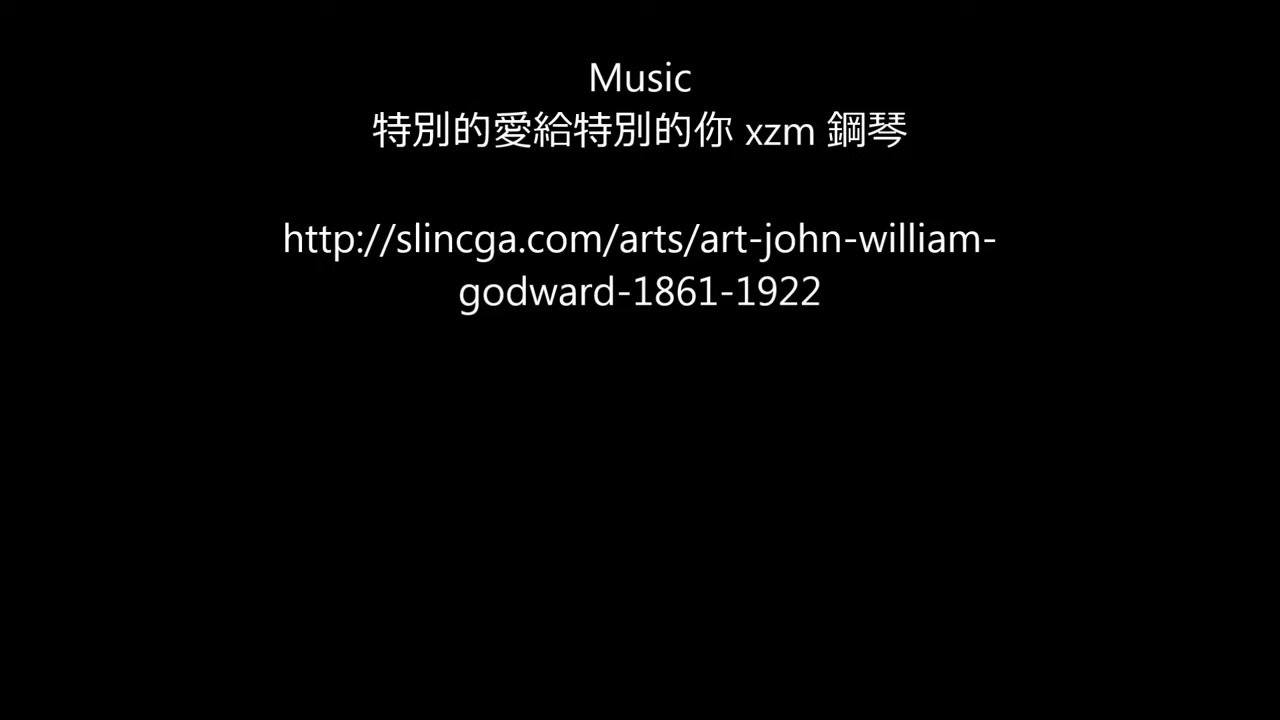 Music
特別的愛給特別的你 xzm 鋼琴
http://slincga.com/arts/art-john-william-
godward-1861-1922